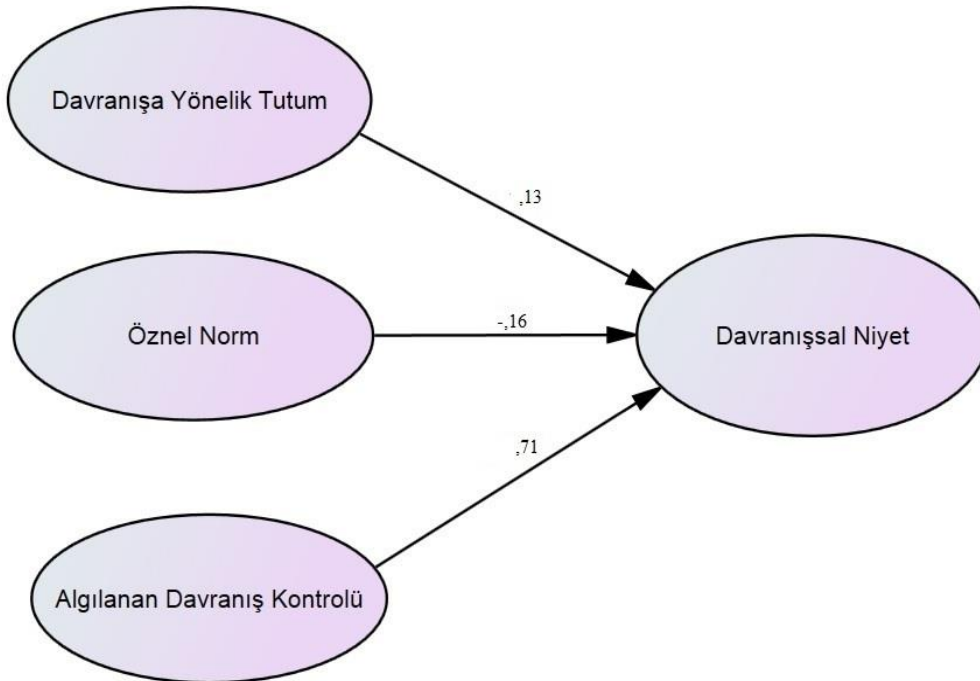 Davranışa Yönelik Tutum
,13
Öznel Norm
-,16
Davranışsal Niyet
,71
Algılanan Davranış Kontrolü